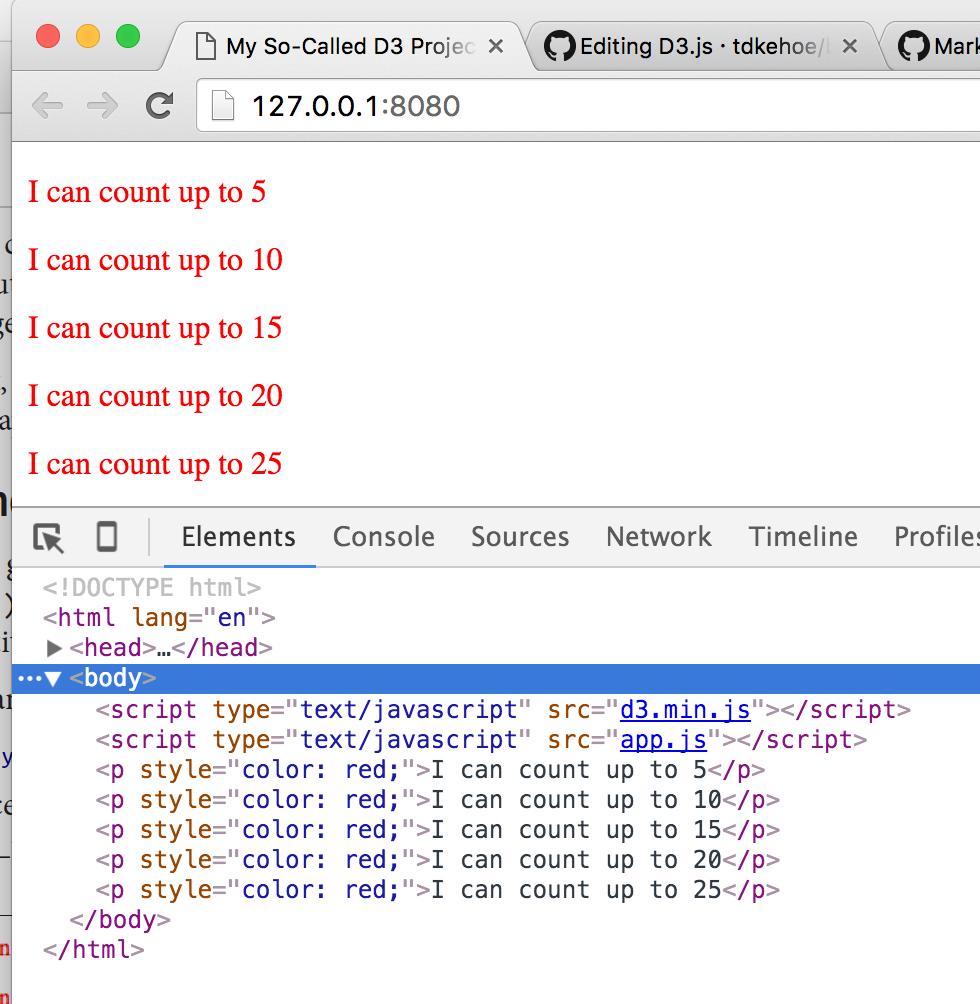 My So-Called D3 Projec
Editing D3.js · tdkehoe/b
Mark
127.0.0.1:8080
I can count up to 5
I can count up to 10
I can count up to 15
I can count up to 20
I can count up to 25
Elements Console Sources Network Timeline Profiles
<!DOCTYPE html>
<html lang="en">
▶<head>…</head>
…▼<body>
<script type="text/javascript" src="d3.min.js"></script>
<script type="text/javascript" src="app.js"></script>
<p style="color: red;">I can count up to 5</p>
<p style="color: red;">I can count up to 10</p>
<p style="color: red;">I can count up to 15</p>
<p style="color: red;">I can count up to 20</p>
<p style="color: red;">I can count up to 25</p>
</body>
</html>